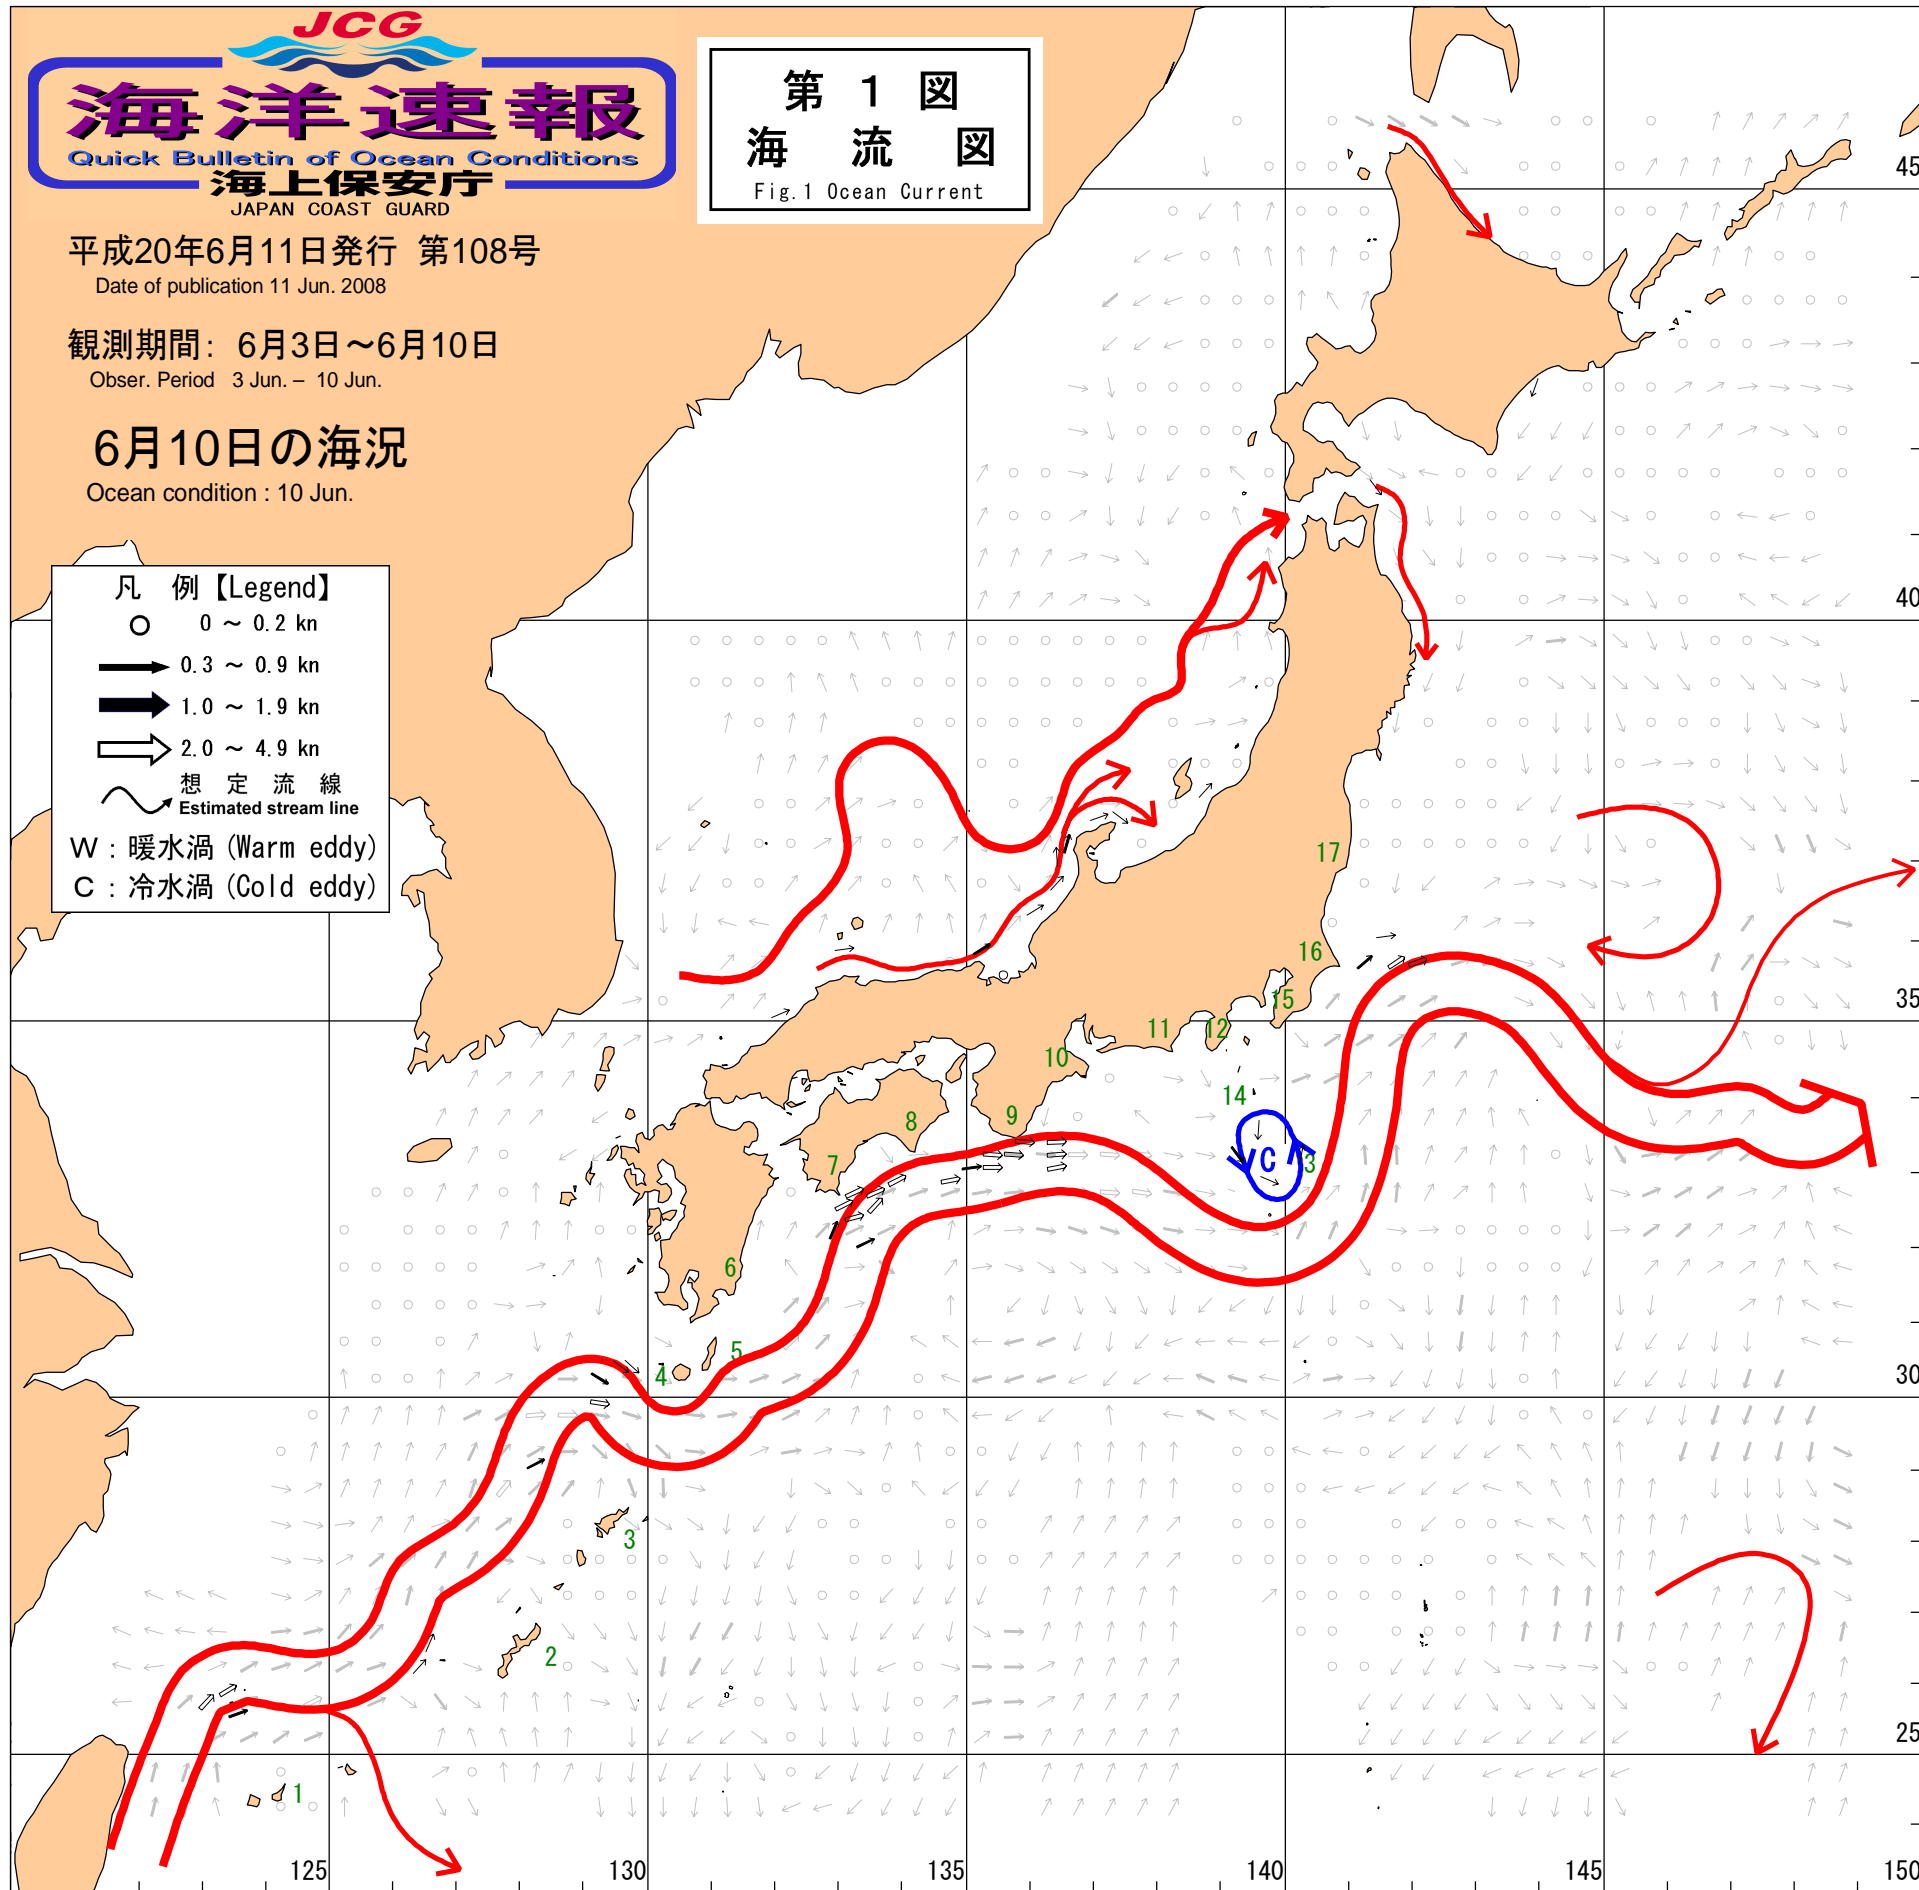 JCG
海洋速報
Quick Bulletin of Ocean Conditions
海上保安庁
JAPAN COAST GUARD
第 1 図
海 流 図
Fig.1 Ocean Current
平成20年6月11日発行 第108号
Date of publication 11 Jun. 2008
観測期間: 6月3日～6月10日
Obser. Period 3 Jun. – 10 Jun.
6月10日の海況
Ocean condition : 10 Jun.
凡 例【Legend】
0 ～ 0.2 kn
0.3 ～ 0.9 kn
1.0 ～ 1.9 kn
2.0 ～ 4.9 kn
想 定 流 線
Estimated stream line
W : 暖水渦 (Warm eddy)
C : 冷水渦 (Cold eddy)
45
40
35
30
25
17
16
15
12
11
10
14
9
8
7
C
3
6
5
4
3
2
1
125
130
135
140
145
150